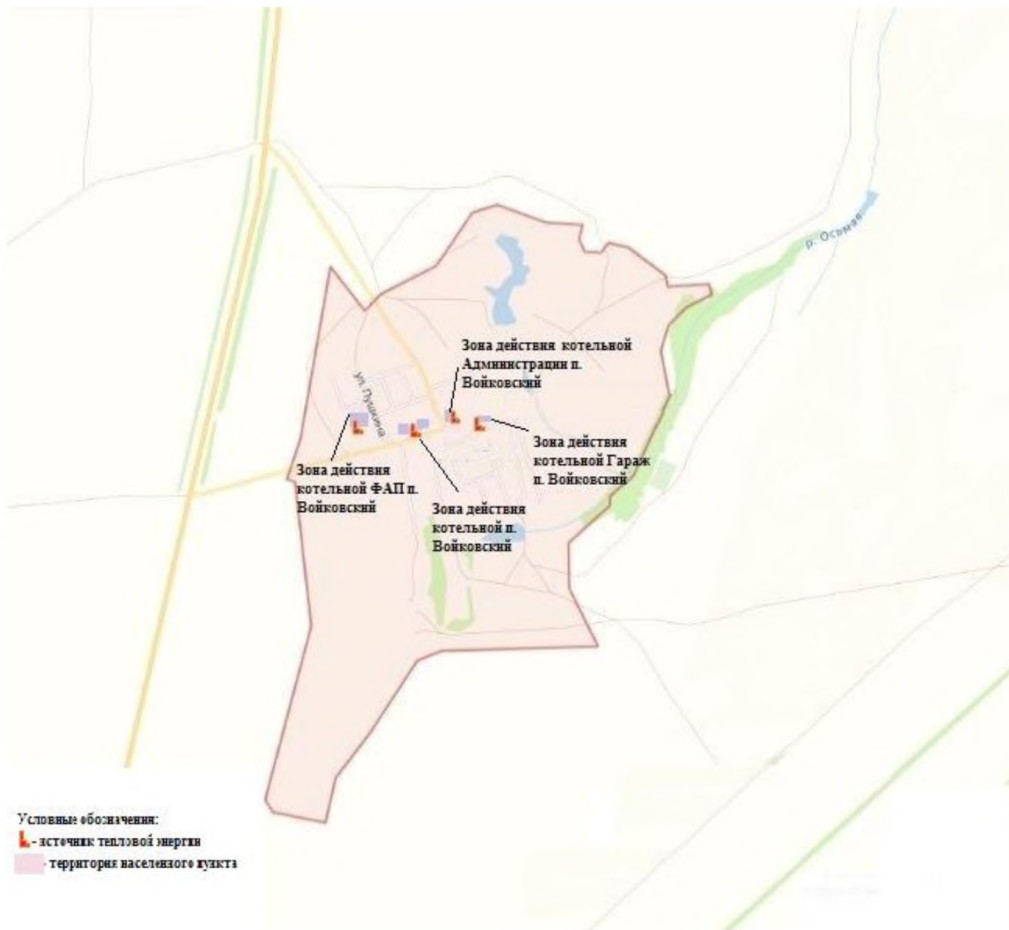 р. Осьмая
Зона действия котельной
Администрации п.
Войковский
ул. Пушкина
Зона действия
котельной Гараж
п. Войковский
Зона действия
котельной ФАП п.
Войковский
Зона действия
котельной п.
Войковский
Условные обозначения:
- источник тепловой энергии
- территория населенного пункта